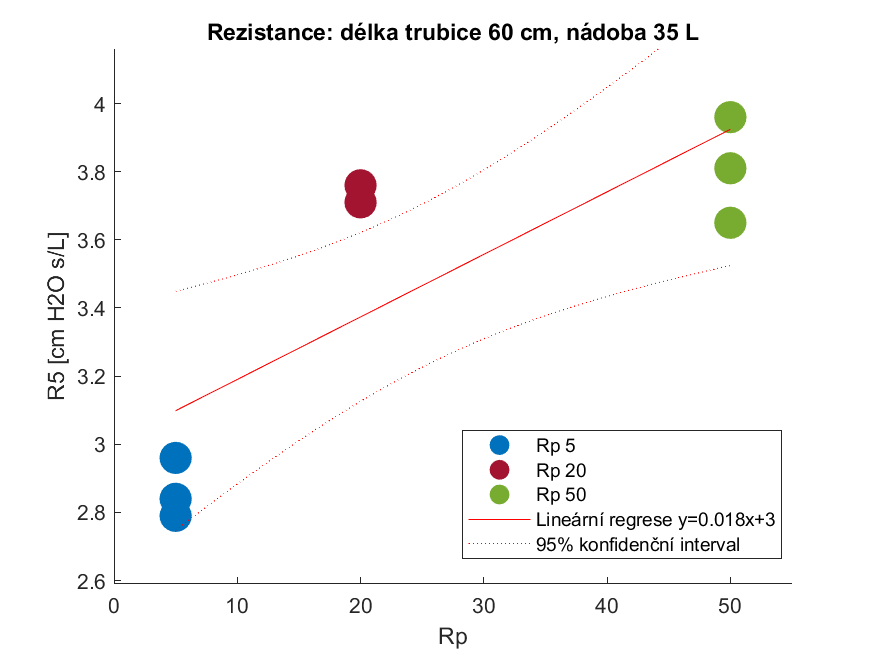 Rezistance: délka trubice 60 cm, nádoba 35 L
R5 [cm H2O s/L]
4
3.8
3.6
3.4
3.2
3
2.8
2.6
0
10
20
30
40
50
Rp
Rp 5
Rp 20
Rp 50
Lineární regrese y=0.018x+3
95% konfidenční interval